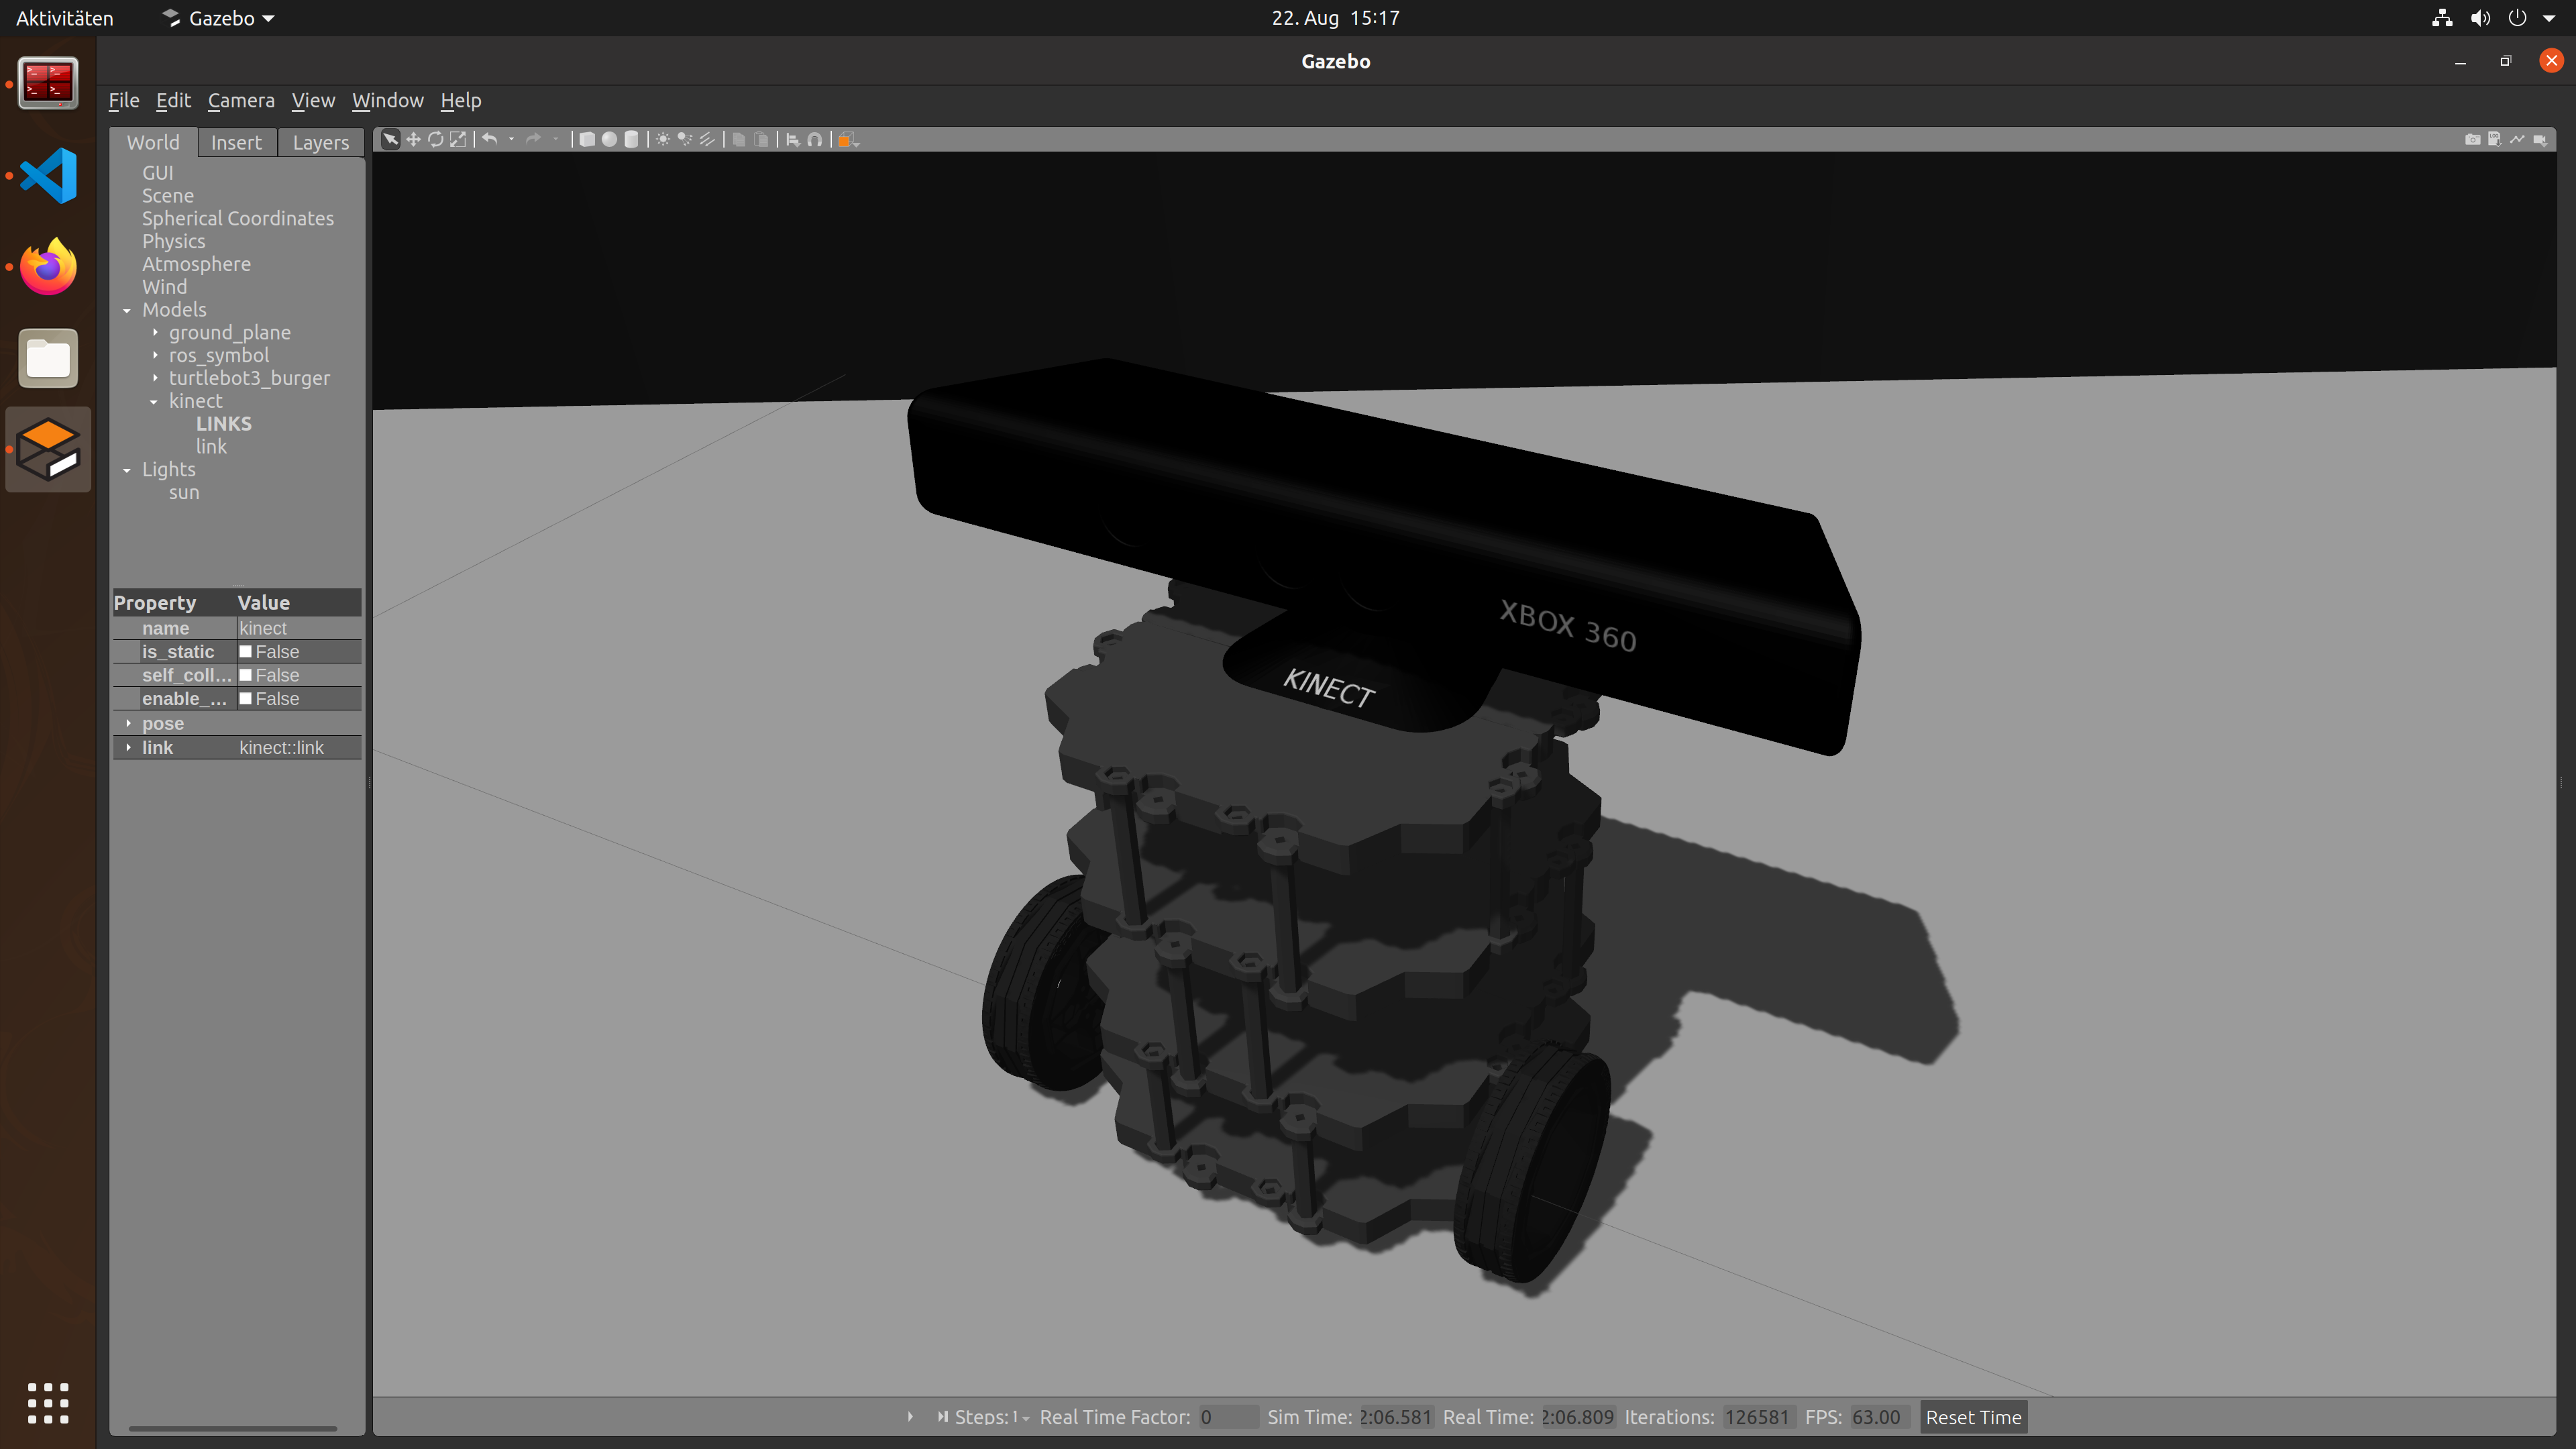 Aktivitäten Gazebo 22. Aug 15:17
Gazebo
File Edit Camera View Window Help
World Insert Layers
GUI
Scene
Spherical Coordinates
Physics
Atmosphere
Wind
Models
ground_plane
ros_symbol
turtlebot3_burger
kinect
LINKS
link
Lights
sun
Property Value
name kinect
is_static False
self_coll... False
enable_... False
pose
link kinect::link
XBOX 360
KINECT
Steps: 1 Real Time Factor: 0 Sim Time: 2:06.581 Real Time: 2:06.809 Iterations: 126581 FPS: 63.00 Reset Time